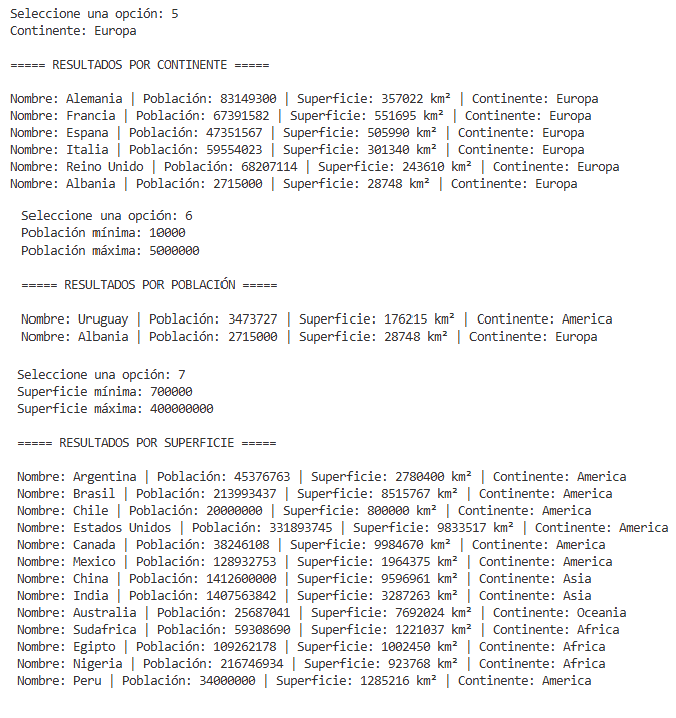 Seleccione una opción: 5
Continente: Europa
===== RESULTADOS POR CONTINENTE =====
Nombre: Alemania | Población: 83149300 | Superficie: 357022 km² | Continente: Europa
Nombre: Francia | Población: 67391582 | Superficie: 551695 km² | Continente: Europa
Nombre: Espana | Población: 47351567 | Superficie: 505990 km² | Continente: Europa
Nombre: Italia | Población: 59554023 | Superficie: 301340 km² | Continente: Europa
Nombre: Reino Unido | Población: 68207114 | Superficie: 243610 km² | Continente: Europa
Nombre: Albania | Población: 2715000 | Superficie: 28748 km² | Continente: Europa
Seleccione una opción: 6
Población mínima: 10000
Población máxima: 5000000
===== RESULTADOS POR POBLACIÓN =====
Nombre: Uruguay | Población: 3473727 | Superficie: 176215 km² | Continente: America
Nombre: Albania | Población: 2715000 | Superficie: 28748 km² | Continente: Europa
Seleccione una opción: 7
Superficie mínima: 700000
Superficie máxima: 400000000
===== RESULTADOS POR SUPERFICIE =====
Nombre: Argentina | Población: 45376763 | Superficie: 2780400 km² | Continente: America
Nombre: Brasil | Población: 213993437 | Superficie: 8515767 km² | Continente: America
Nombre: Chile | Población: 20000000 | Superficie: 800000 km² | Continente: America
Nombre: Estados Unidos | Población: 331893745 | Superficie: 9833517 km² | Continente: America
Nombre: Canada | Población: 38246108 | Superficie: 9984670 km² | Continente: America
Nombre: Mexico | Población: 128932753 | Superficie: 1964375 km² | Continente: America
Nombre: China | Población: 1412600000 | Superficie: 9596961 km² | Continente: Asia
Nombre: India | Población: 1407563842 | Superficie: 3287263 km² | Continente: Asia
Nombre: Australia | Población: 25687041 | Superficie: 7692024 km² | Continente: Oceania
Nombre: Sudafrica | Población: 59308690 | Superficie: 1221037 km² | Continente: Africa
Nombre: Egipto | Población: 109262178 | Superficie: 1002450 km² | Continente: Africa
Nombre: Nigeria | Población: 216746934 | Superficie: 923768 km² | Continente: Africa
Nombre: Peru | Población: 34000000 | Superficie: 1285216 km² | Continente: America